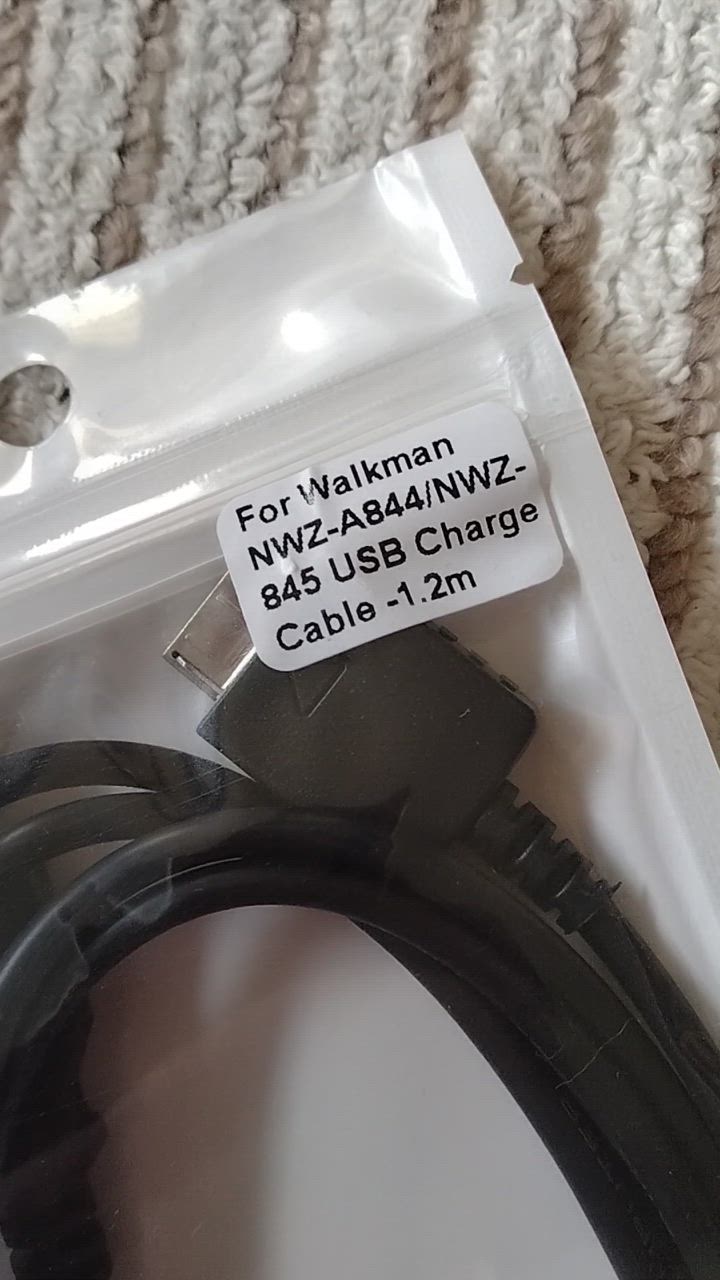 For Walkman
NWZ-A844/NWZ-
845 USB Charge
Cable -1.2m